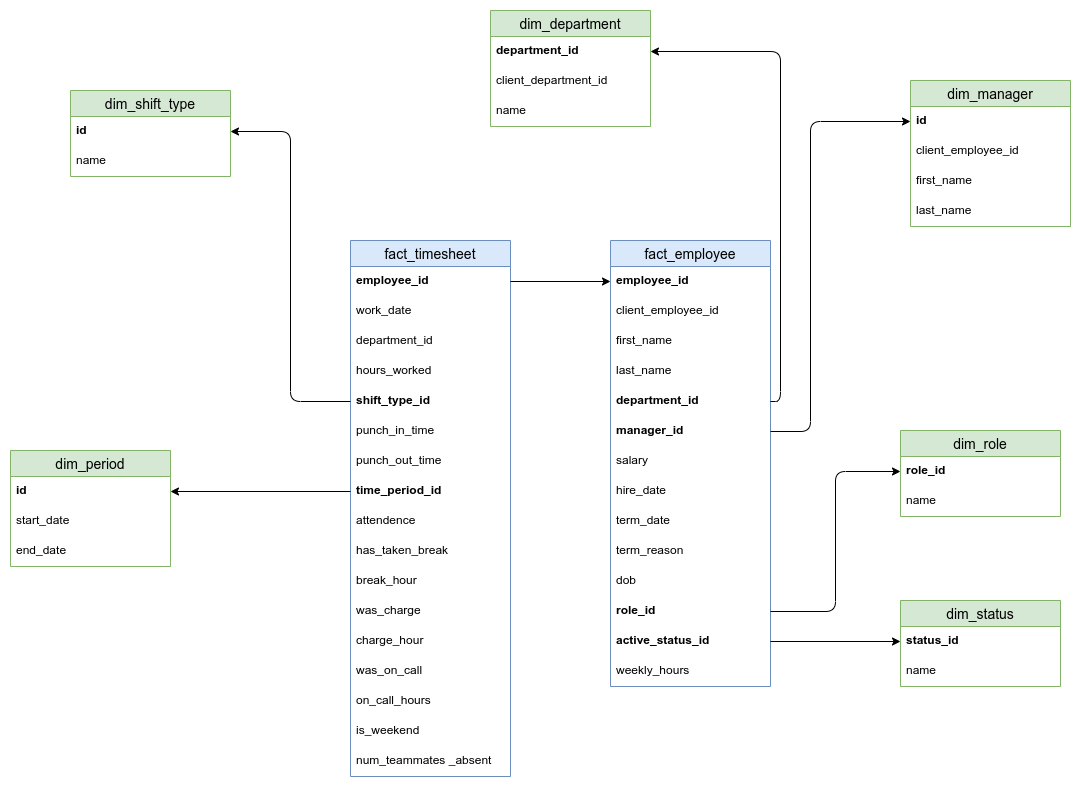 dim_department
department_id
client_department_id
name
dim_shift_type
id
name
dim_manager
id
client_employee_id
first_name
last_name
fact_timesheet
employee_id
work_date
department_id
hours_worked
shift_type_id
punch_in_time
punch_out_time
time_period_id
attendence
has_taken_break
break_hour
was_charge
charge_hour
was_on_call
on_call_hours
is_weekend
num_teammates _absent
fact_employee
employee_id
client_employee_id
first_name
last_name
department_id
manager_id
salary
hire_date
term_date
term_reason
dob
role_id
active_status_id
weekly_hours
dim_period
id
start_date
end_date
dim_role
role_id
name
dim_status
status_id
name